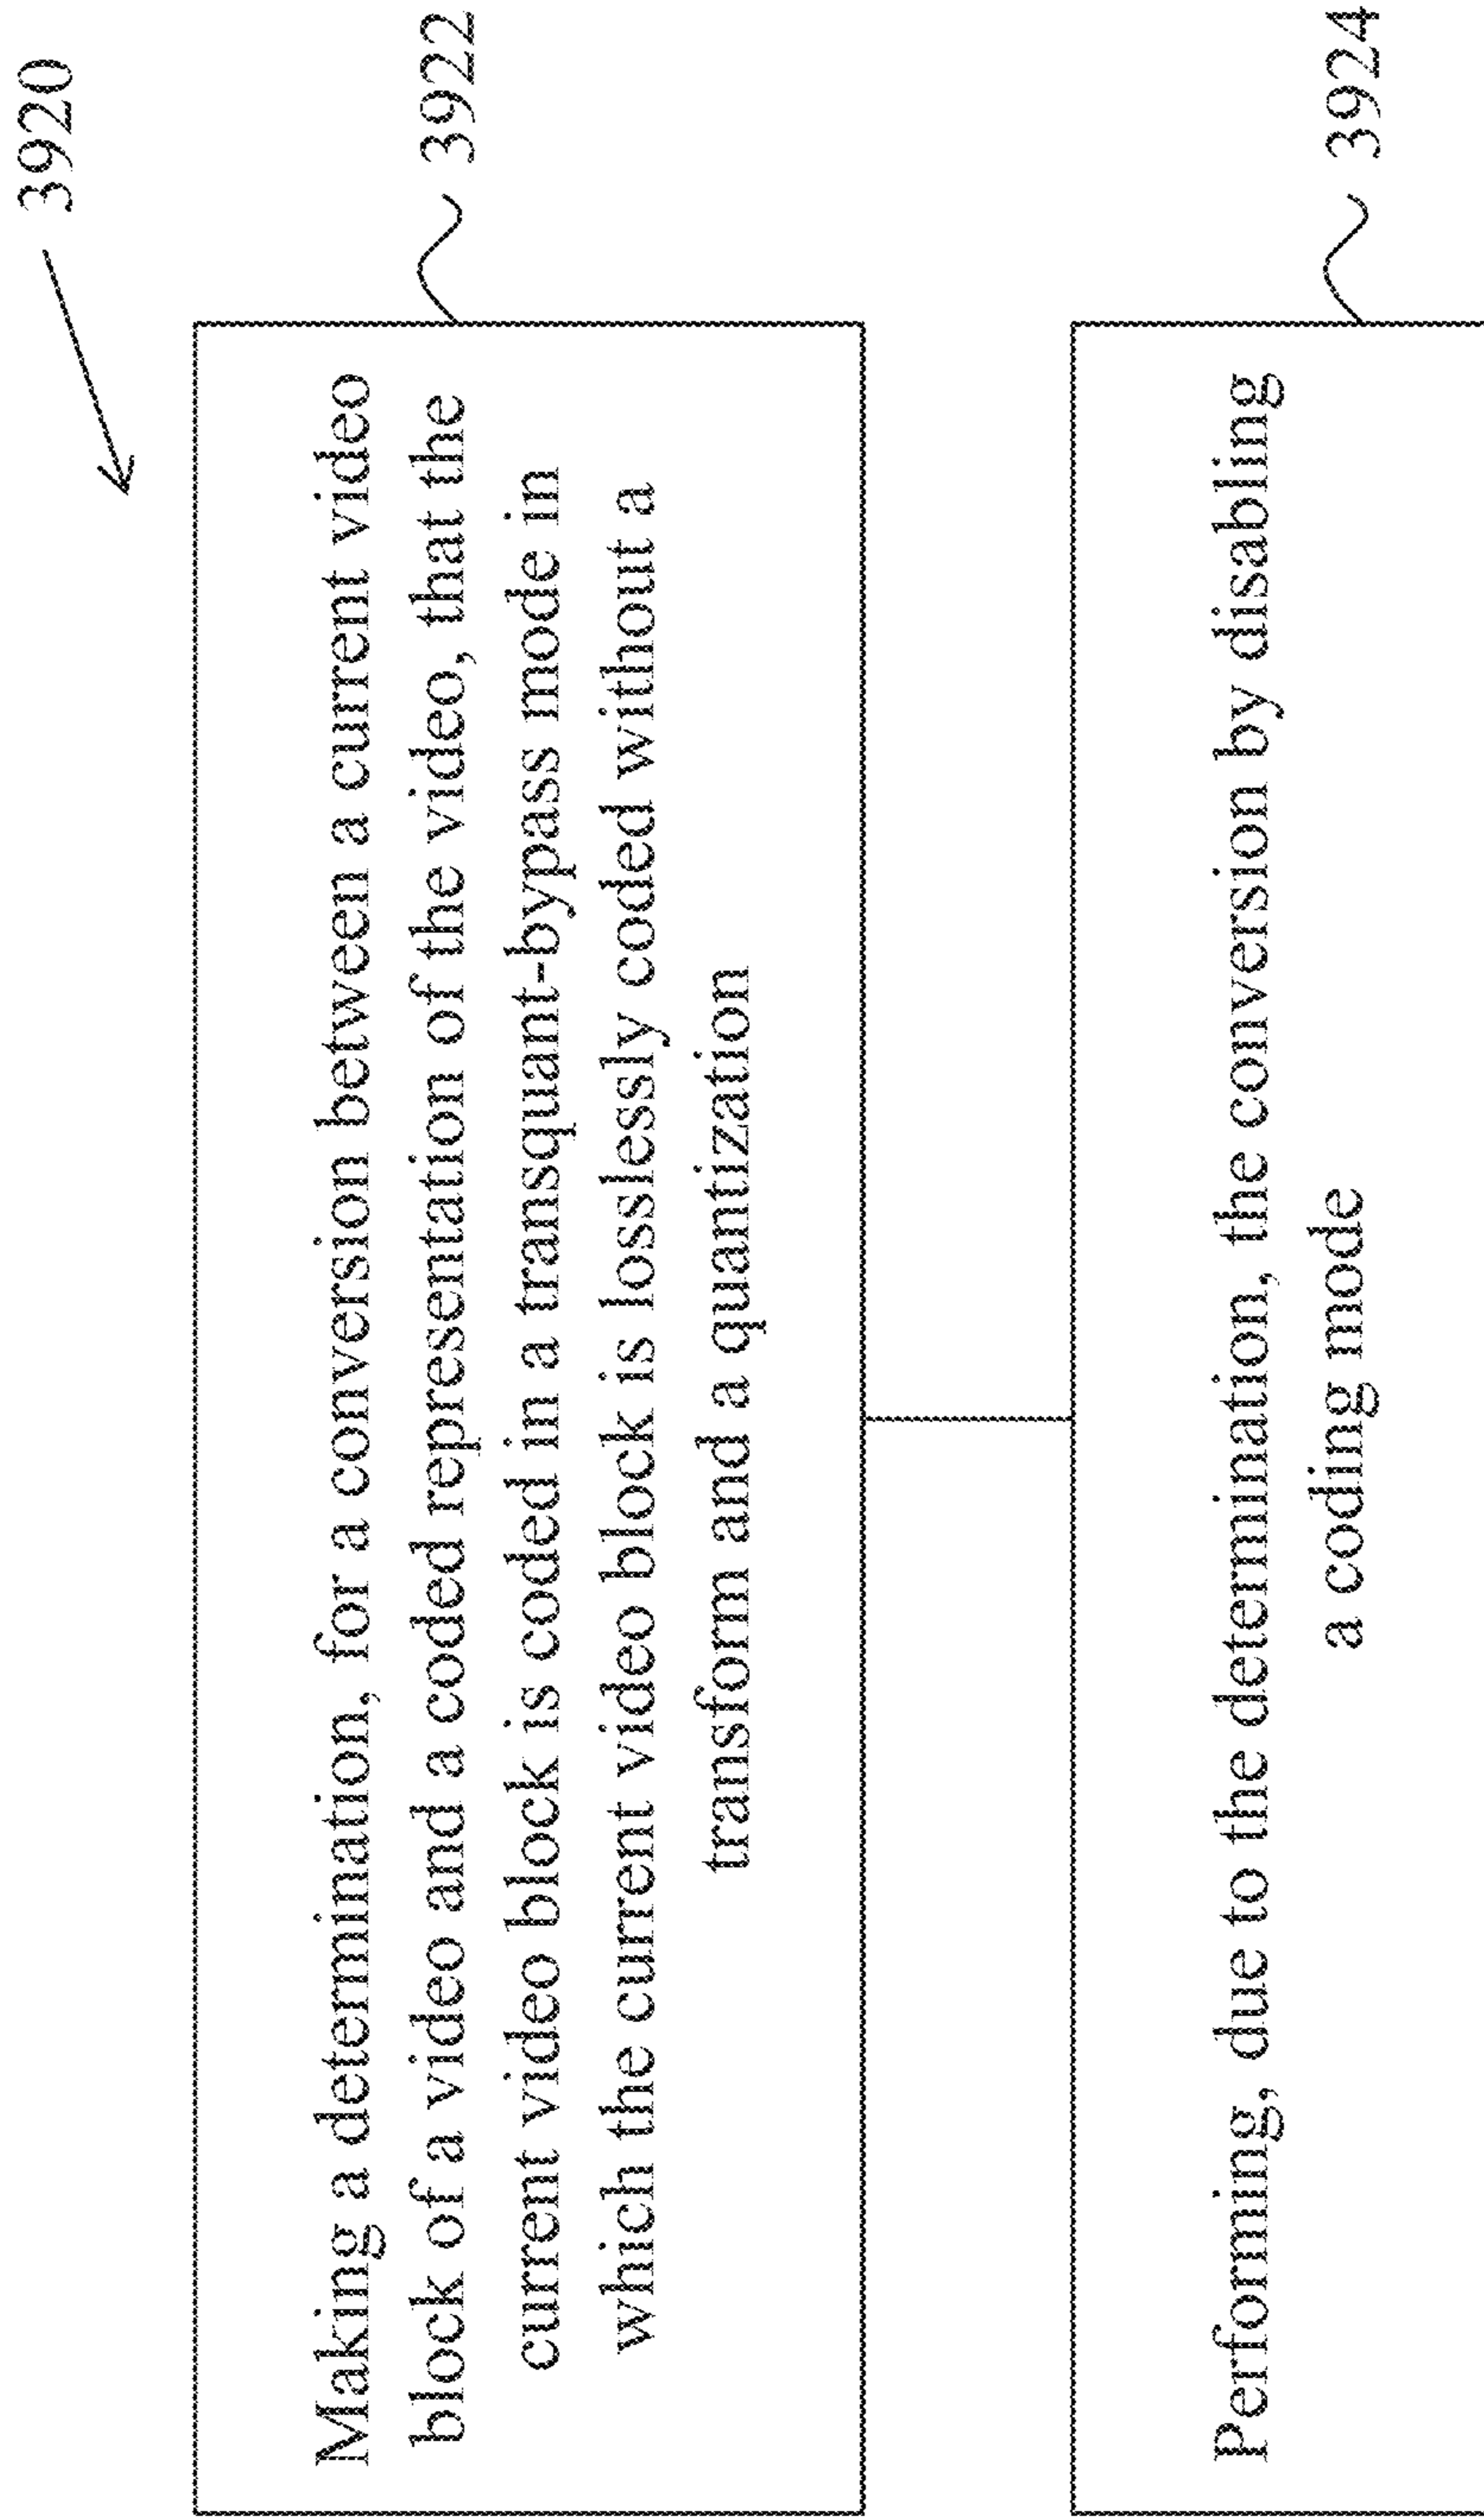 3920
Making a determination, for a conversion between a current video
block of a video and a coded representation of the video, that the
current video block is coded in a transquant-bypass mode in
which the current video block is losslessly coded without a
transform and a quantization
3922
Performing, due to the determination, the conversion by disabling
a coding mode
3924